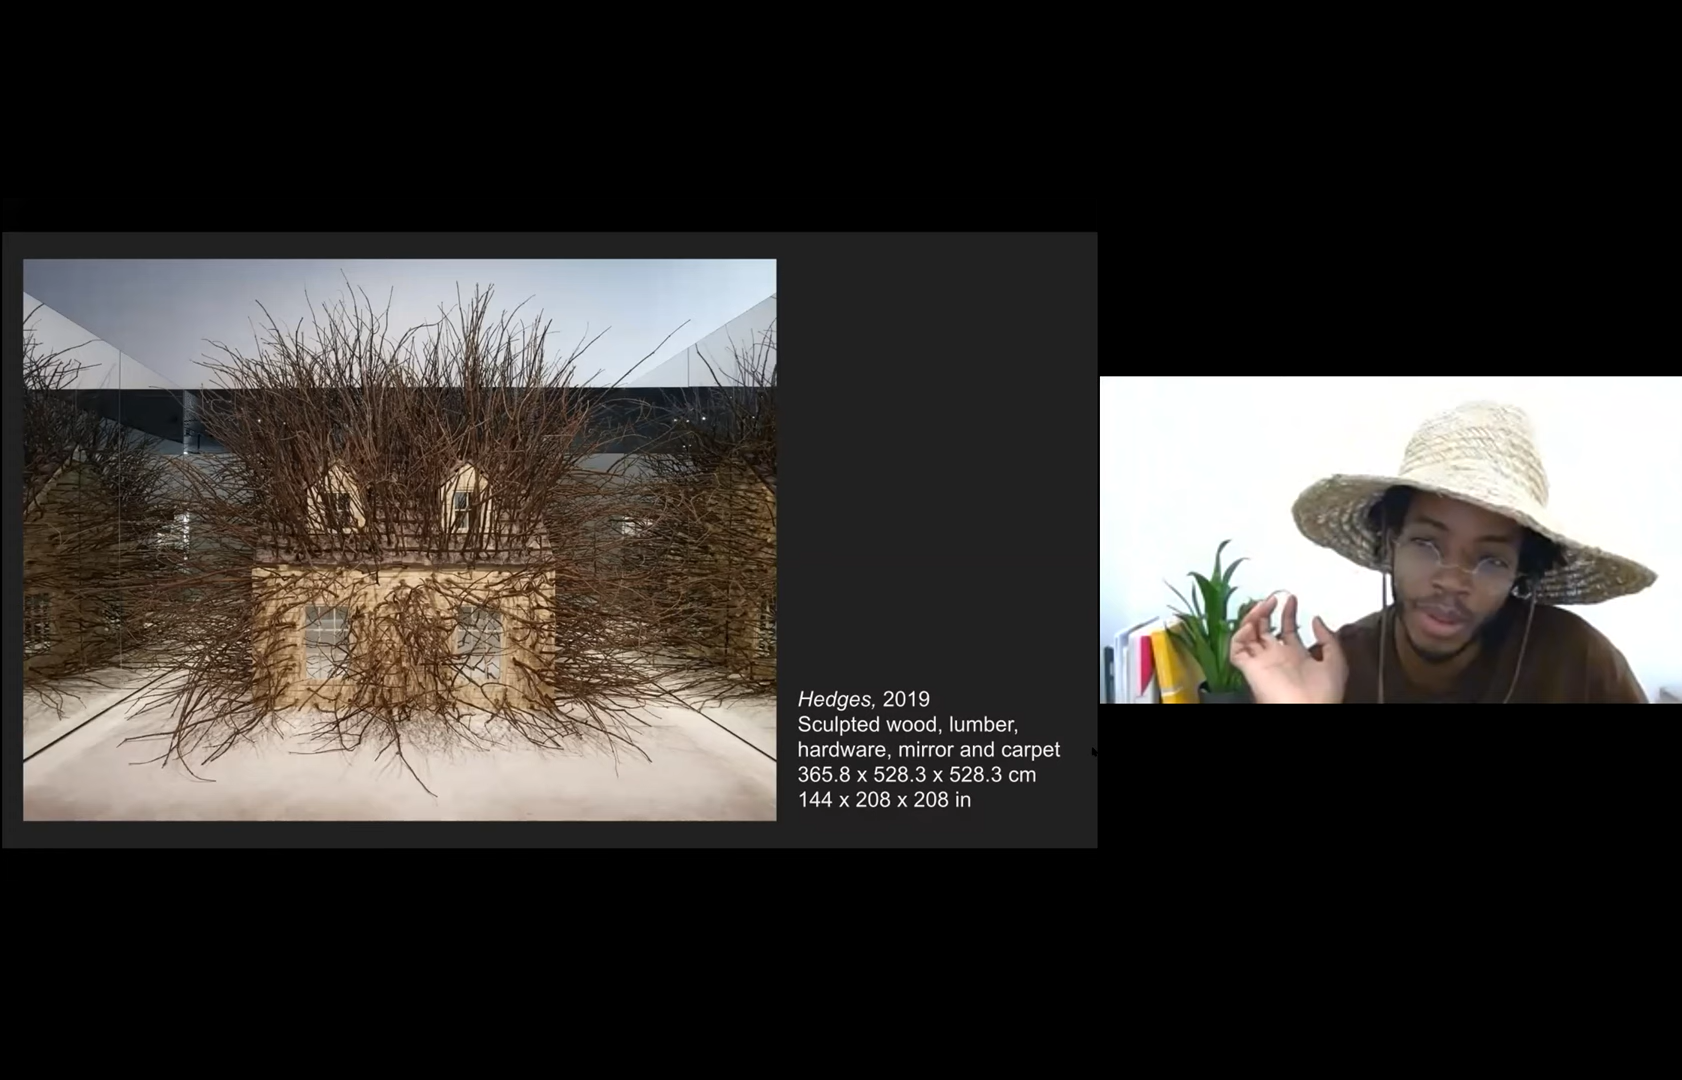 Hedges, 2019
Sculpted wood, lumber,
hardware, mirror and carpet
365.8 x 528.3 x 528.3 cm
144 x 208 x 208 in